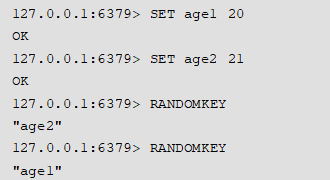 127.0.0.1:6379> SET age1 20
OK
127.0.0.1:6379> SET age2 21
OK
127.0.0.1:6379> RANDOMKEY
"age2"
127.0.0.1:6379> RANDOMKEY
"age1"